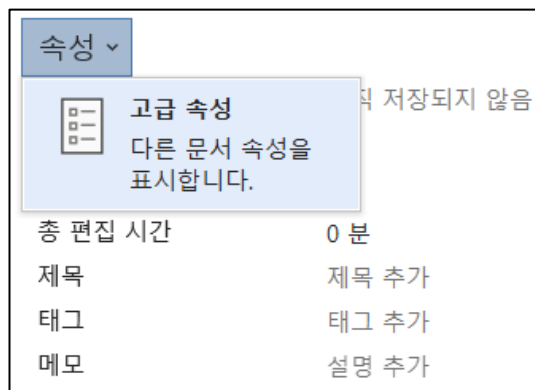 속성
고급 속성
다른 문서 속성을
표시합니다.
저장되지 않음
총 편집 시간 0 분
제목 제목 추가
태그 태그 추가
메모 설명 추가